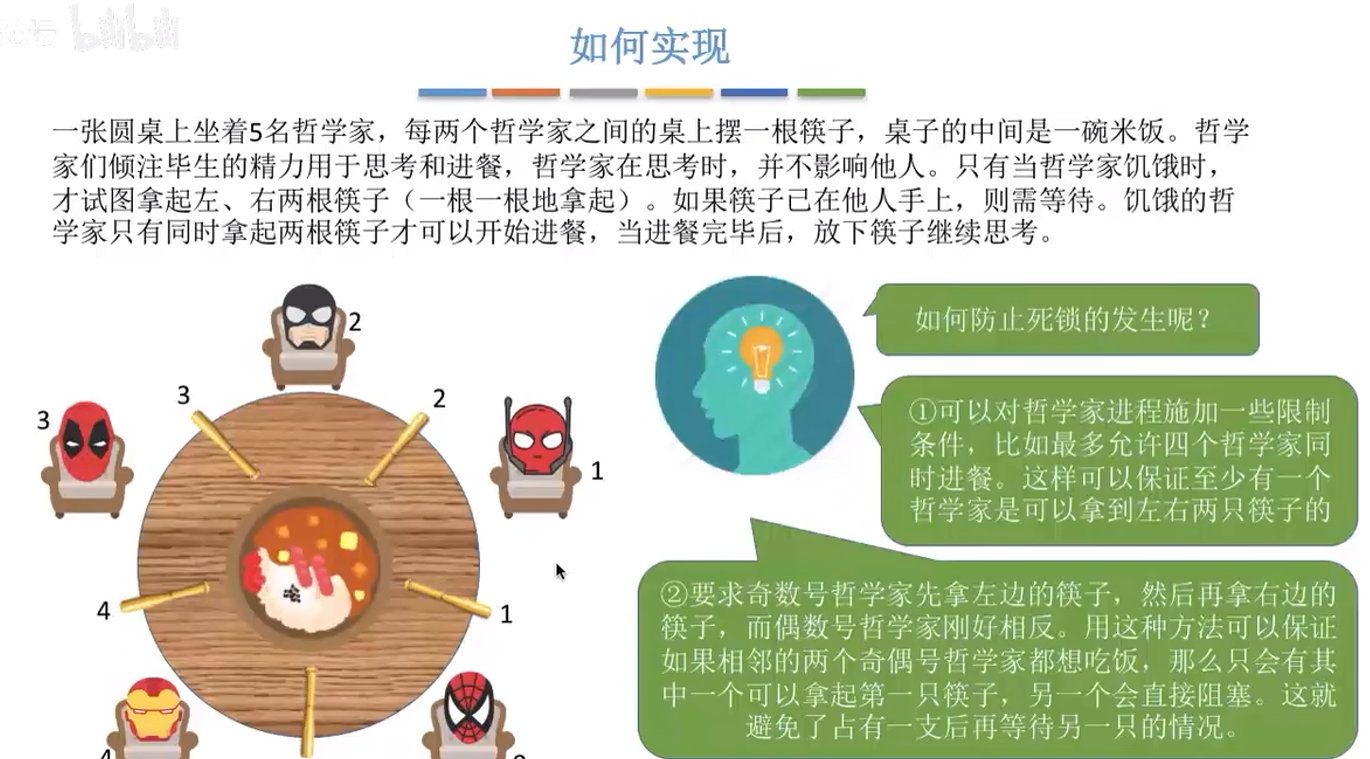 bilibili
如何实现
一张圆桌上坐着5名哲学家，每两个哲学家之间的桌上摆一根筷子，桌子的中间是一碗米饭。哲学
家们倾注毕生的精力用于思考和进餐，哲学家在思考时，并不影响他人。只有当哲学家饥饿时，
才试图拿起左、右两根筷子（一根一根地拿起）。如果筷子已在他人手上，则需等待。饥饿的哲
学家只有同时拿起两根筷子才可以开始进餐，当进餐完毕后，放下筷子继续思考。
2
3
2
3
1
4
1
如何防止死锁的发生呢？
①可以对哲学家进程施加一些限制
条件，比如最多允许四个哲学家同
时进餐。这样可以保证至少有一个
哲学家是可以拿到左右两只筷子的
②要求奇数号哲学家先拿左边的筷子，然后再拿右边的
筷子，而偶数号哲学家刚好相反。用这种方法可以保证
如果相邻的两个奇偶号哲学家都想吃饭，那么只会有其
中一个可以拿起第一只筷子，另一个会直接阻塞。这就
避免了占有一支后再等待另一只的情况。